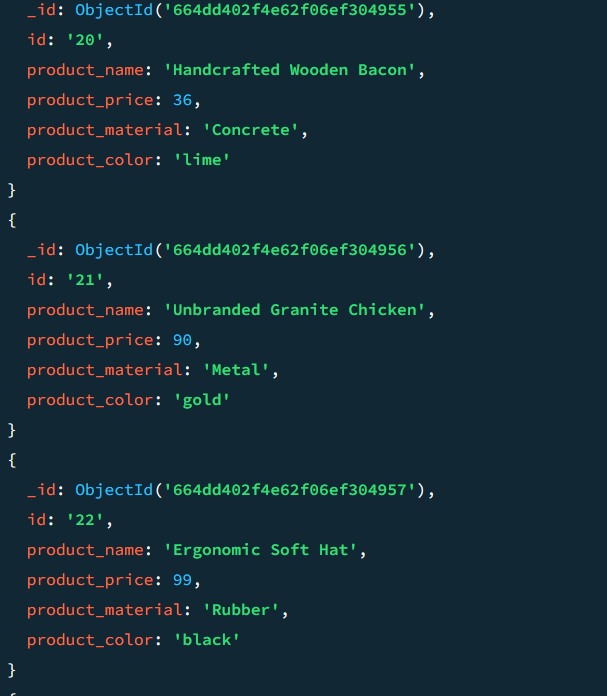 _id: ObjectId('664dd402f4e62f06ef304955'),
id: '20',
product_name: 'Handcrafted Wooden Bacon',
product_price: 36,
product_material: 'Concrete',
product_color: 'lime'
}
{
_id: ObjectId('664dd402f4e62f06ef304956'),
id: '21',
product_name: 'Unbranded Granite Chicken',
product_price: 90,
product_material: 'Metal',
product_color: 'gold'
}
{
_id: ObjectId('664dd402f4e62f06ef304957'),
id: '22',
product_name: 'Ergonomic Soft Hat',
product_price: 99,
product_material: 'Rubber',
product_color: 'black'
}